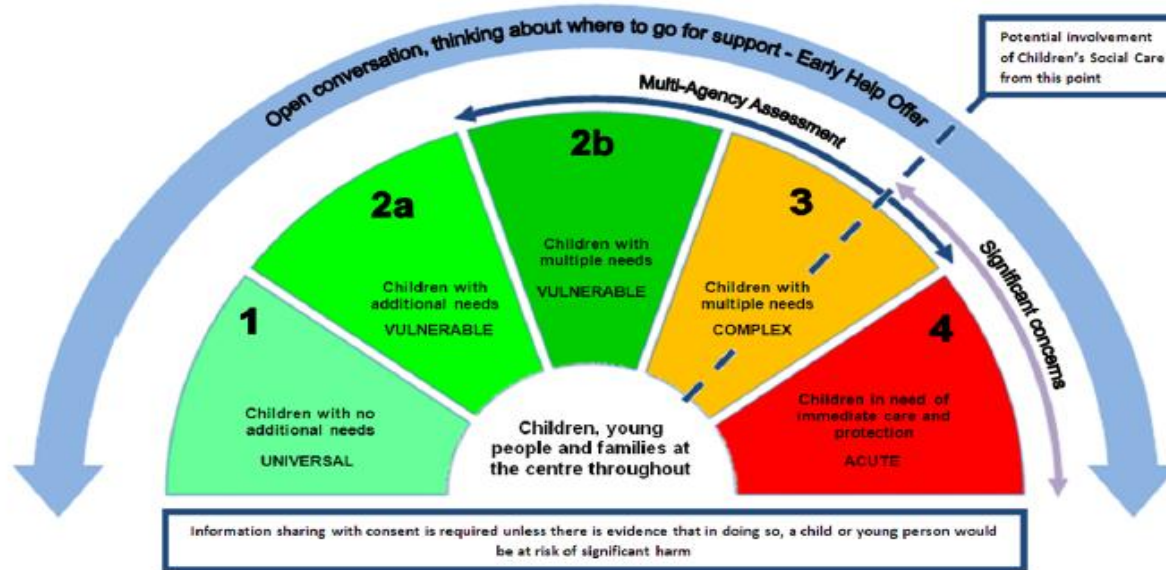 Open conversation, thinking about where to go for support - Early Help Offer
Potential involvement
of Children's Social Care
from this point
Multi-Agency Assessment
Significant concerns
1
Children with no
additional needs
UNIVERSAL
2a
Children with
additional needs
VULNERABLE
2b
Children with
multiple needs
VULNERABLE
3
Children with
multiple needs
COMPLEX
4
Children in need of
immediate care and
protection
ACUTE
Children, young
people and families at
the centre throughout
Information sharing with consent is required unless there is evidence that in doing so, a child or young person would
be at risk of significant harm